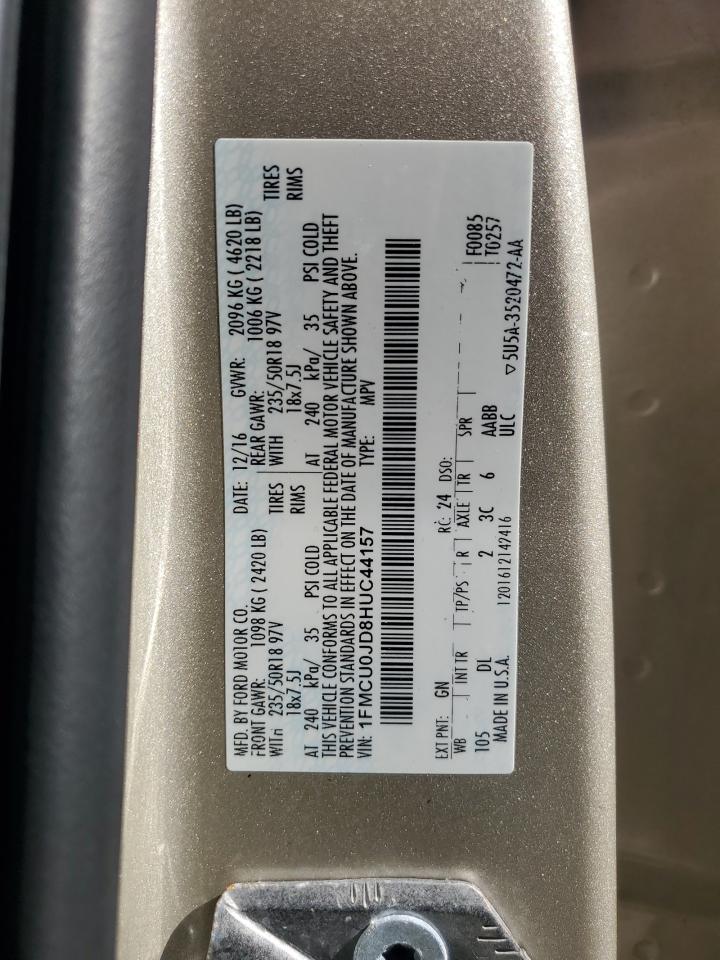 MFD. BY FORD MOTOR CO.
DATE: 12/16 GVWR: 2096 KG ( 4620 LB)
FRONT GAWR: 1098 KG ( 2420 LB) REAR GAWR: 1006 KG ( 2218 LB)
WITH 235/50R18 97V TIRES WITH 235/50R18 97V TIRES
18x7.5J RIMS 18x7.5J RIMS
AT 240 kPa/ 35 PSI COLD AT 240 kPa/ 35 PSI COLD
THIS VEHICLE CONFORMS TO ALL APPLICABLE FEDERAL MOTOR VEHICLE SAFETY AND THEFT
PREVENTION STANDARDS IN EFFECT ON THE DATE OF MANUFACTURE SHOWN ABOVE.
VIN: 1FMCU0JD8HUC44157 TYPE: MPV
EXT PNT: GN RC: 24 DSO: F0085
WB INT TR TP/PS R AXLE TR SPR T6257
105 DL 2 3C 6 AABB
MADE IN U.S.A. 1201612142416 ULC ▽5U5A-3520472-AA